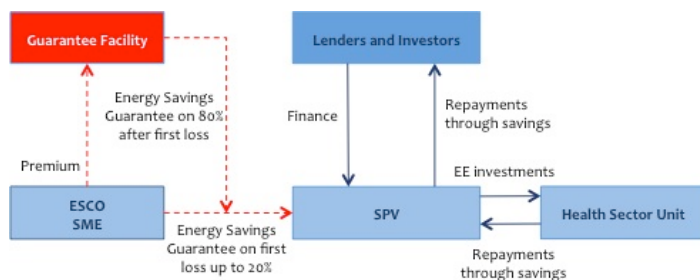 Guarantee Facility
Lenders and Investors
Energy Savings
Guarantee on 80%
after first loss
Finance
Repayments
through savings
Premium
EE investments
ESCO
SME
SPV
Health Sector Unit
Energy Savings
Guarantee on first
loss up to 20%
Repayments
through savings